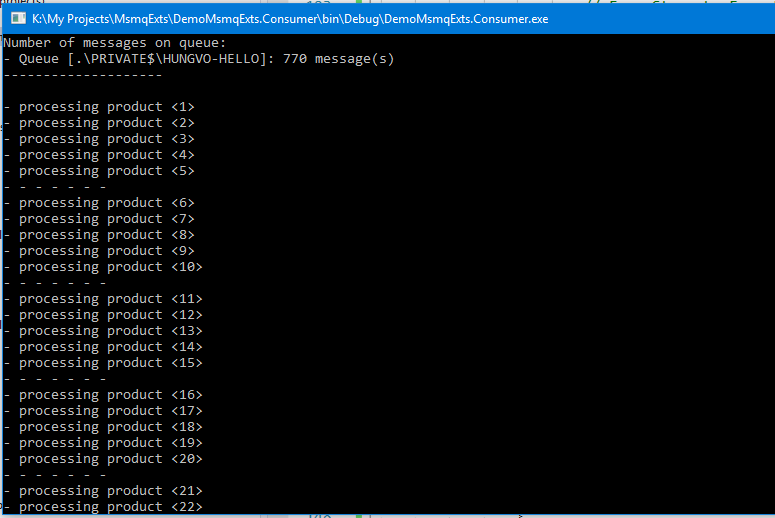 K:\My Projects\MsmqExts\DemoMsmqExts.Consumer\bin\Debug\DemoMsmqExts.Consumer.exe
Number of messages on queue:
- Queue [.\PRIVATE$\HUNGVO-HELLO]: 770 message(s)
--------------------
- processing product <1>
- processing product <2>
- processing product <3>
- processing product <4>
- processing product <5>
- - - - - - -
- processing product <6>
- processing product <7>
- processing product <8>
- processing product <9>
- processing product <10>
- - - - - - -
- processing product <11>
- processing product <12>
- processing product <13>
- processing product <14>
- processing product <15>
- - - - - - -
- processing product <16>
- processing product <17>
- processing product <18>
- processing product <19>
- processing product <20>
- - - - - - -
- processing product <21>
- processing product <22>